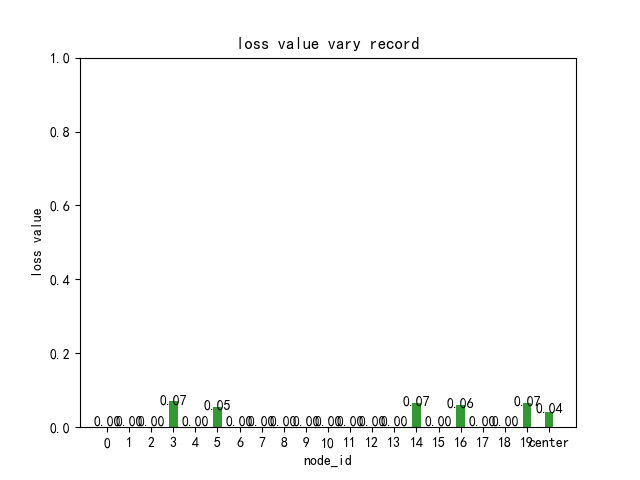 loss value vary record
1.0
0.8
0.6
0.4
0.2
0.0
loss value
0.00 0.00 0.00 0.07 0.00 0.05 0.00 0.00 0.00 0.00 0.00 0.00 0.00 0.00 0.07 0.00 0.06 0.00 0.00 0.07 0.04
0 1 2 3 4 5 6 7 8 9 10 11 12 13 14 15 16 17 18 19 center
node_id